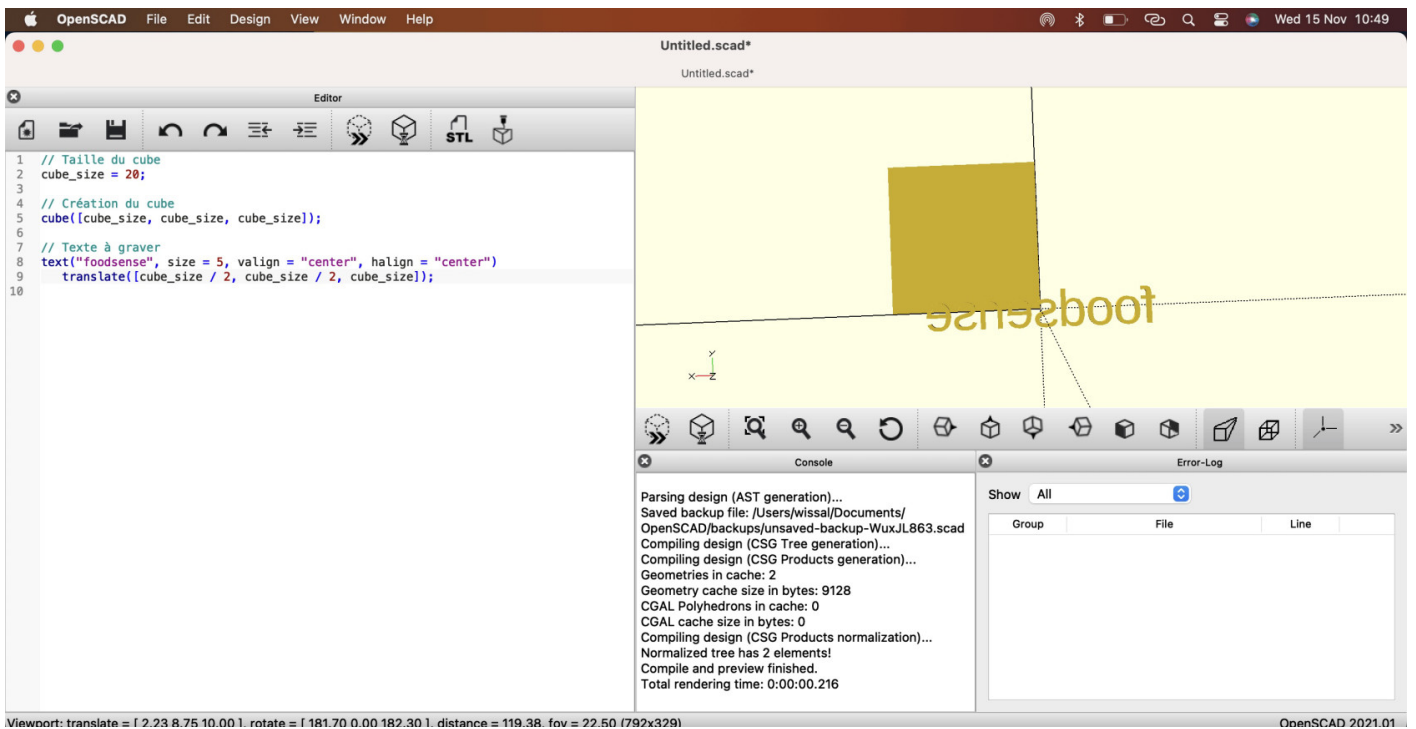 OpenSCAD File Edit Design View Window Help Wed 15 Nov 10:49
Untitled.scad*
Untitled.scad*
Editor
STL
1 // Taille du cube
2 cube_size = 20;
3
4 // Création du cube
5 cube([cube_size, cube_size, cube_size]);
6
7 // Texte à graver
8 text("foodsense", size = 5, valign = "center", halign = "center")
9 translate([cube_size / 2, cube_size / 2, cube_size]);
10
foodsense
Y
X Z
Console
Parsing design (AST generation)...
Saved backup file: /Users/wissal/Documents/
OpenSCAD/backups/unsaved-backup-WuxJL863.scad
Compiling design (CSG Tree generation)...
Compiling design (CSG Products generation)...
Geometries in cache: 2
Geometry cache size in bytes: 9128
CGAL Polyhedrons in cache: 0
CGAL cache size in bytes: 0
Compiling design (CSG Products normalization)...
Normalized tree has 2 elements!
Compile and preview finished.
Total rendering time: 0:00:00.216
Error-Log
Show All
Group File Line
Viewport: translate = [ 2.23 8.75 10.00 ], rotate = [ 181.70 0.00 182.30 ], distance = 119.38, fov = 22.50 (792x329) OpenSCAD 2021.01